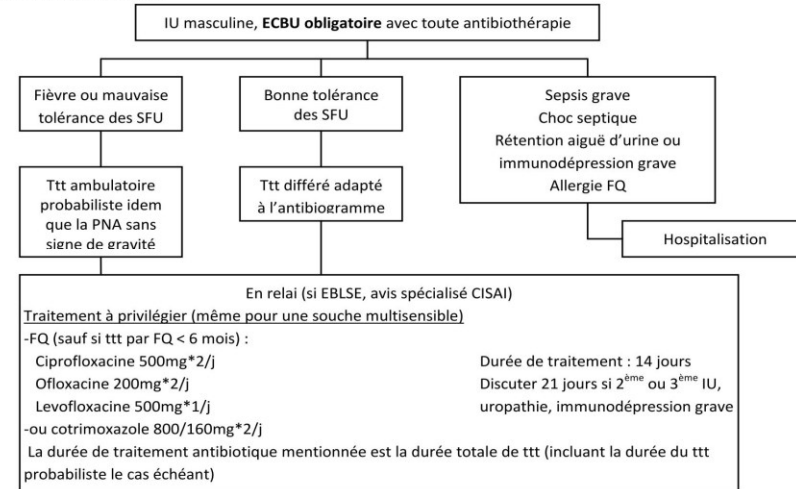 IU masculine, ECBU obligatoire avec toute antibiothérapie
Fièvre ou mauvaise
tolérance des SFU
Bonne tolérance
des SFU
Sepsis grave
Choc septique
Rétention aiguë d'urine ou
immunodépression grave
Allergie FQ
Ttt ambulatoire
probabiliste idem
que la PNA sans
signe de gravité
Ttt différé adapté
à l'antibiogramme
Hospitalisation
En relai (si EBLSE, avis spécialisé CISAI)
Traitement à privilégier (même pour une souche multisensible)
-FQ (sauf si ttt par FQ < 6 mois) :
Ciprofloxacine 500mg*2/j
Ofloxacine 200mg*2/j
Levofloxacine 500mg*1/j
-ou cotrimoxazole 800/160mg*2/j
Durée de traitement : 14 jours
Discuter 21 jours si 2ème ou 3ème IU,
uropathie, immunodépression grave
La durée de traitement antibiotique mentionnée est la durée totale de ttt (incluant la durée du ttt
probabiliste le cas échéant)